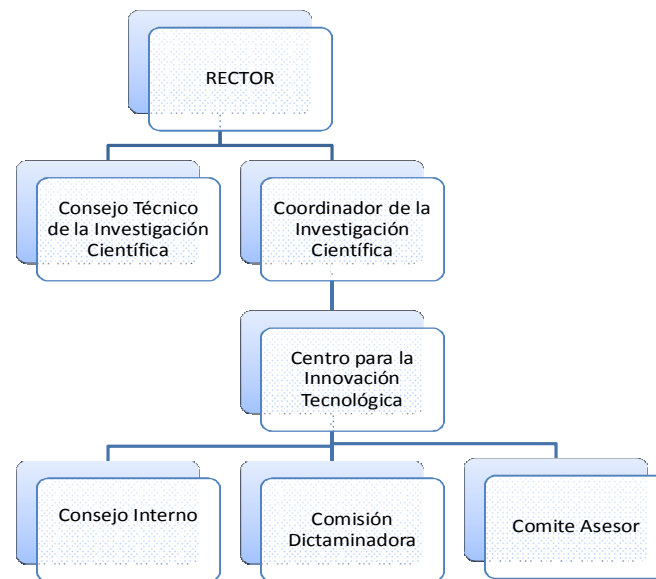 RECTOR
Consejo Técnico
de la Investigación
Científica
Coordinador de la
Investigación
Científica
Centro para la
Innovación
Tecnológica
Consejo Interno
Comisión
Dictaminadora
Comite Asesor